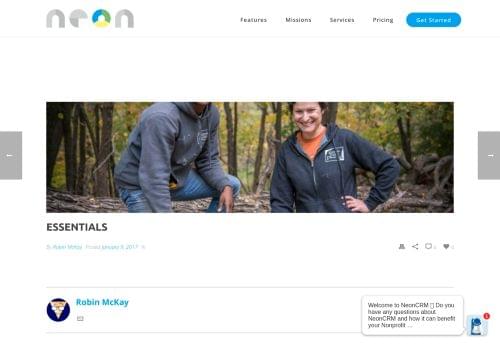 neon
Features
Missions
Services
Pricing
Get Started
←
→
ESSENTIALS
By Robin McKay Posted January 9, 2017 In
0
0
Robin McKay
Welcome to NeonCRM Do you
have any questions about
NeonCRM and how it can benefit
your Nonprofit ...
1